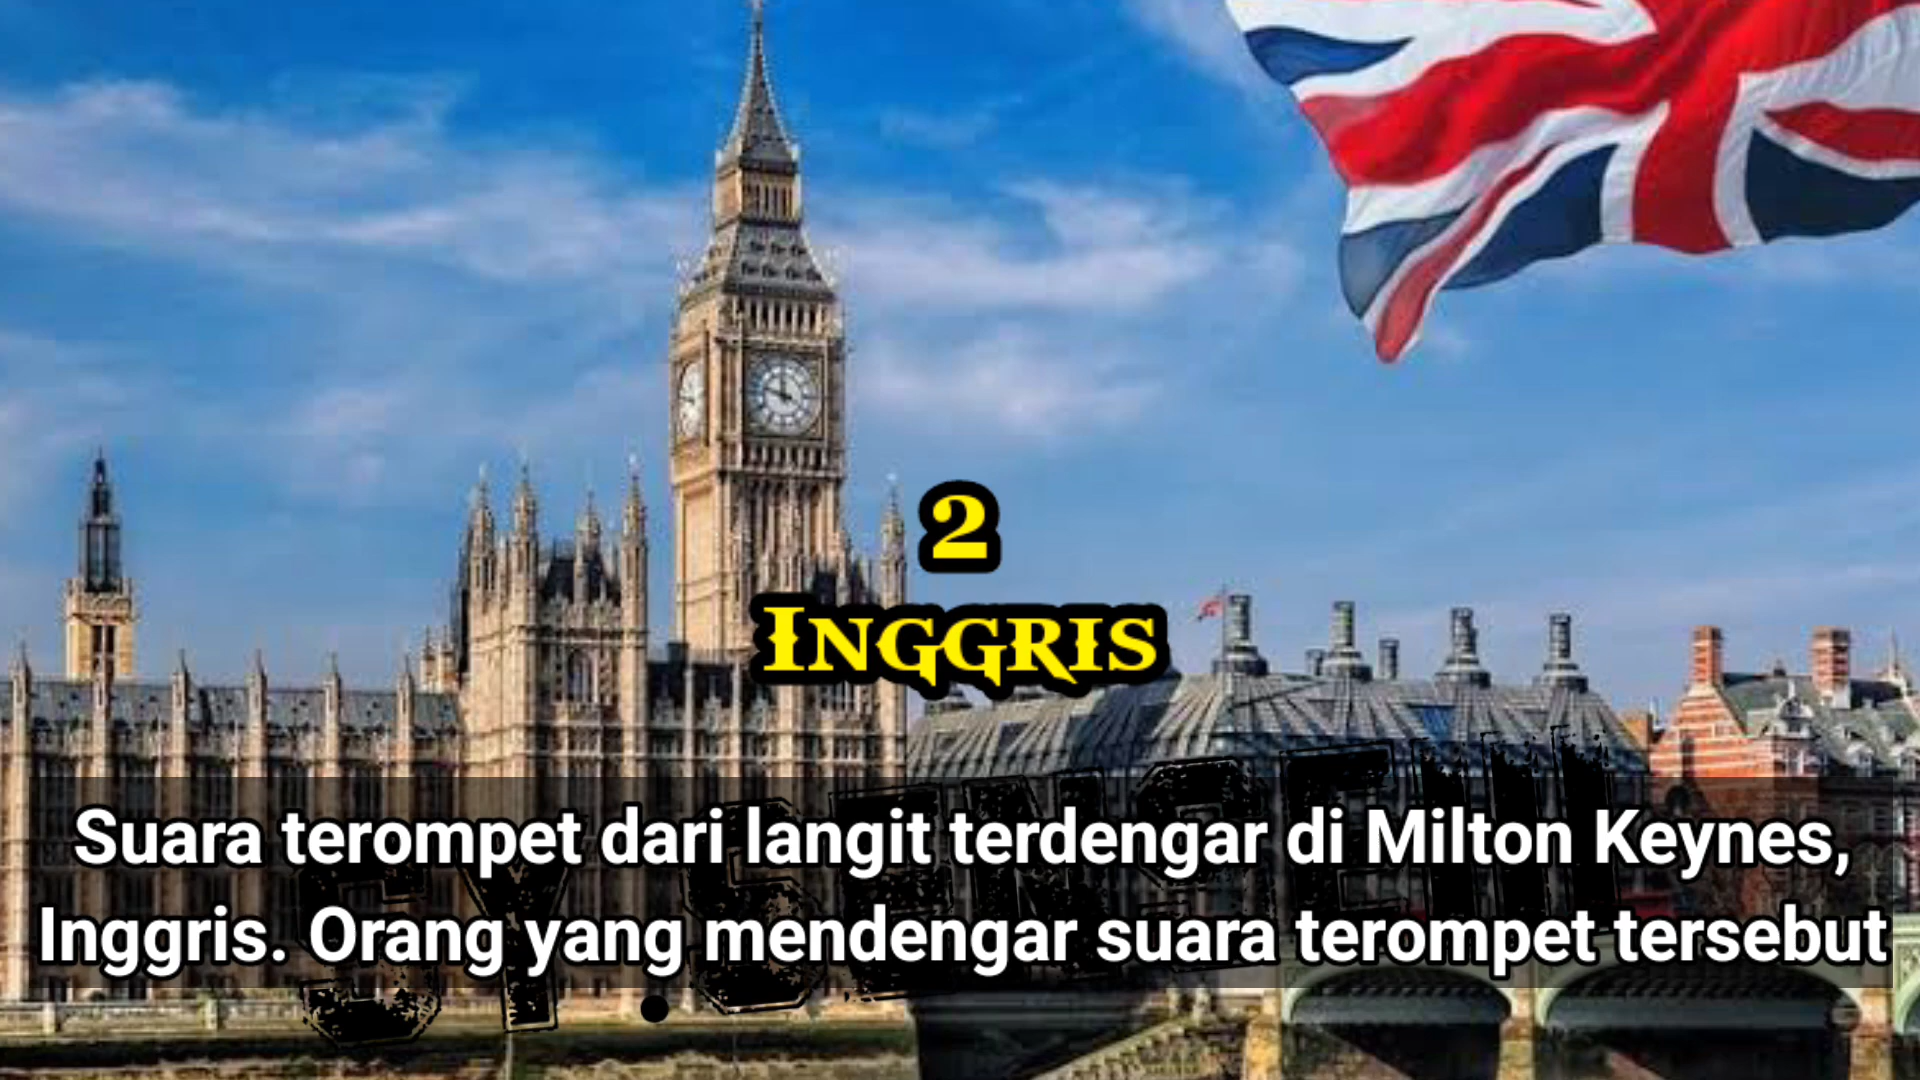 2
Inggris
Suara terompet dari langit terdengar di Milton Keynes,
Inggris. Orang yang mendengar suara terompet tersebut